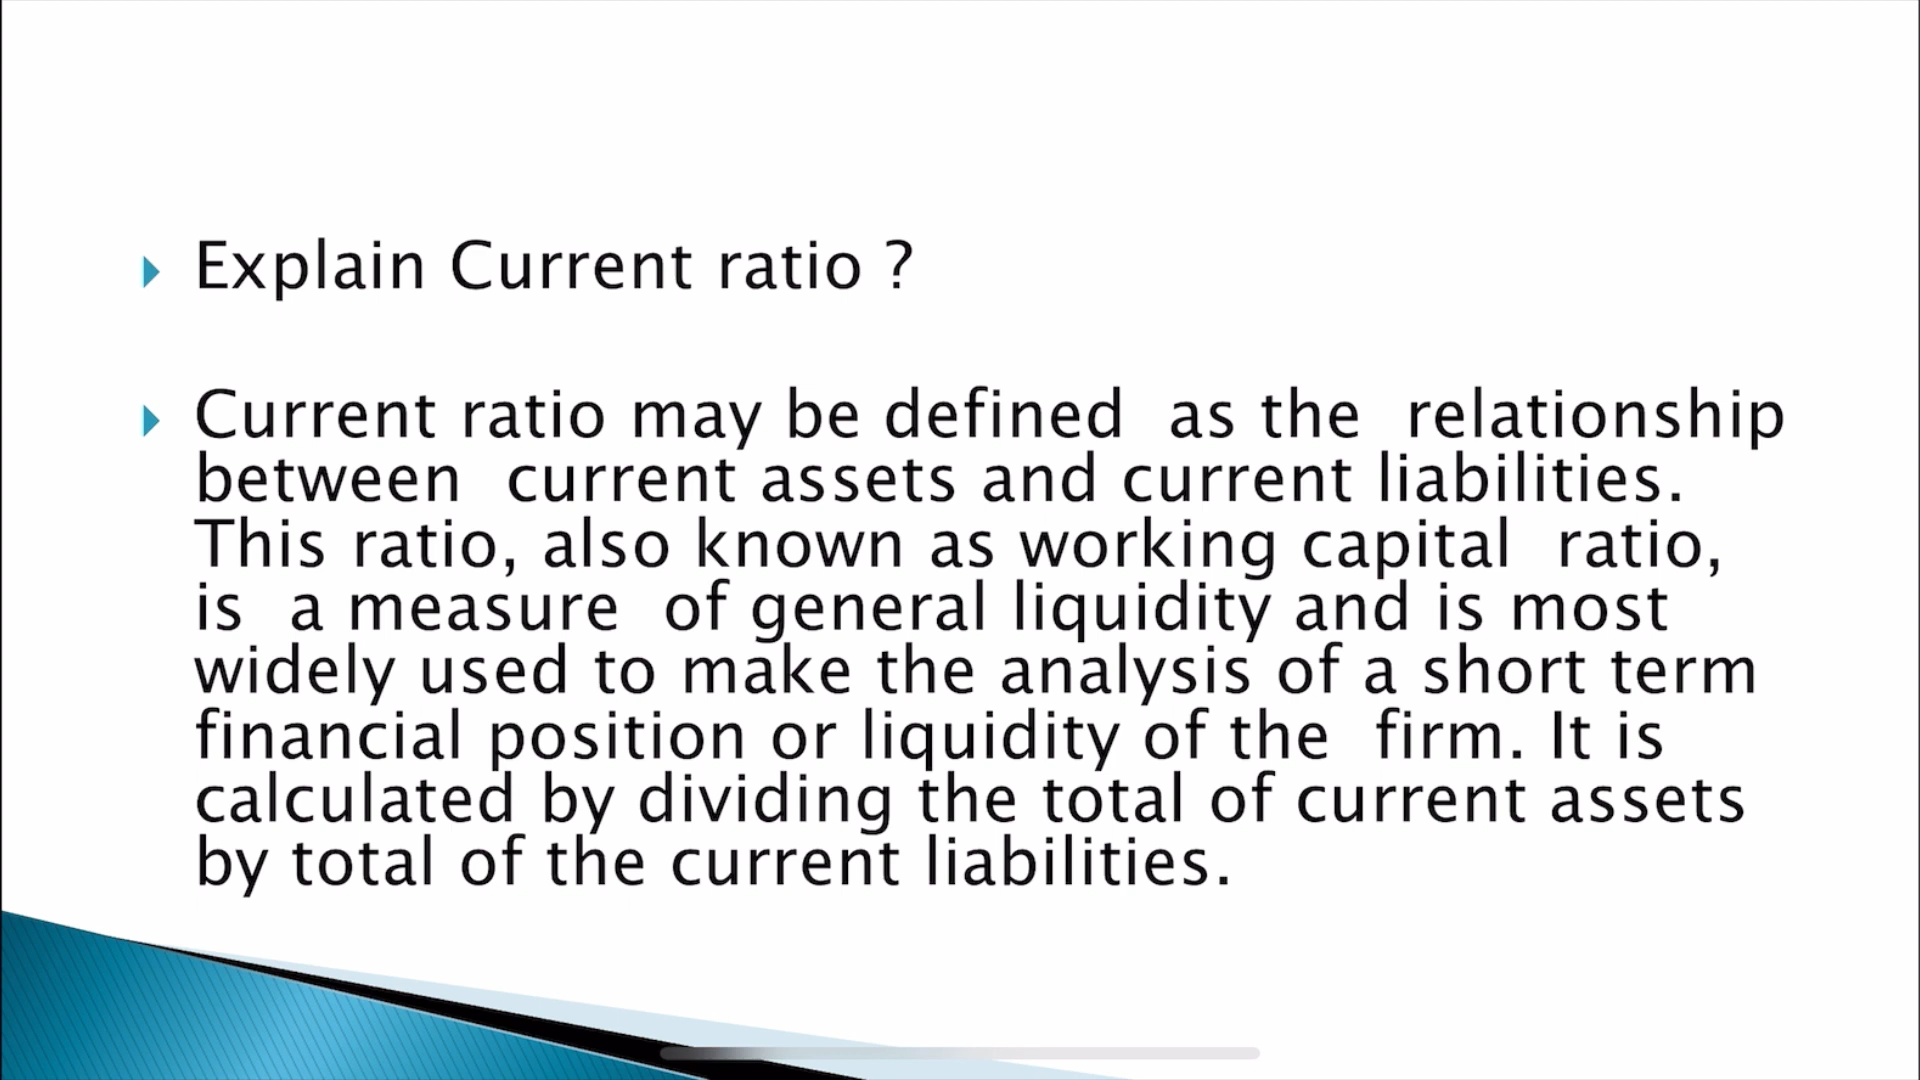 Explain Current ratio ?
Current ratio may be defined  as the  relationship
between  current assets and current liabilities.
This ratio, also known as working capital  ratio,
is  a measure  of general liquidity and is most
widely used to make the analysis of a short term
financial position or liquidity of the  firm. It is
calculated by dividing the total of current assets
by total of the current liabilities.